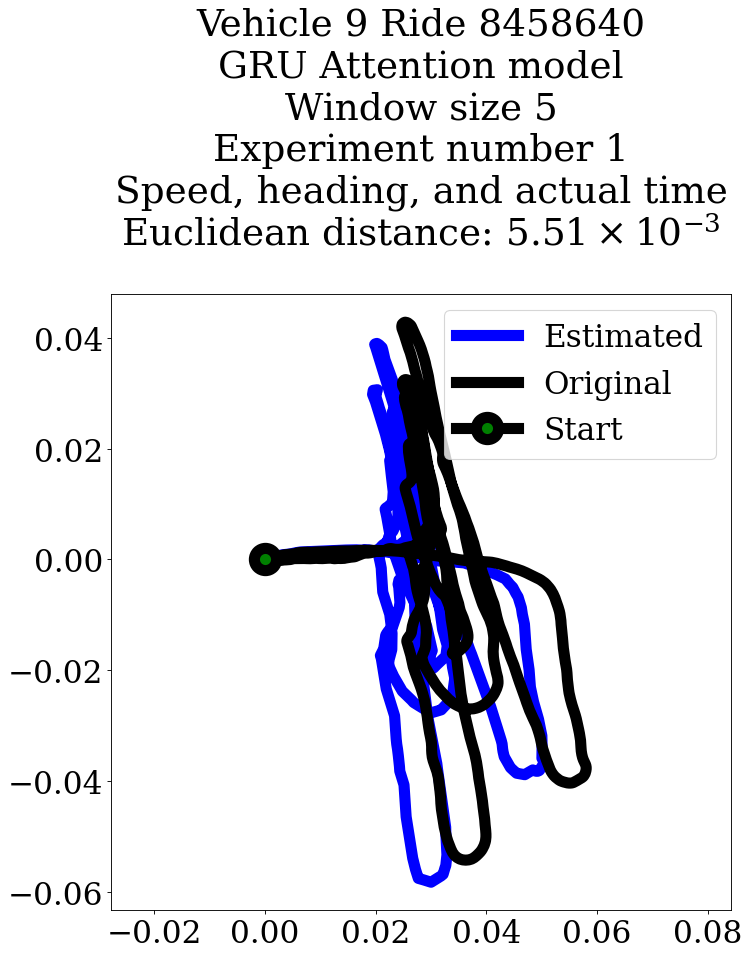 Vehicle 9 Ride 8458640
GRU Attention model
Window size 5
Experiment number 1
Speed, heading, and actual time
Euclidean distance: 5.51 × 10⁻³
Estimated
Original
Start
0.04
0.02
0.00
−0.02
−0.04
−0.06
−0.02 0.00 0.02 0.04 0.06 0.08